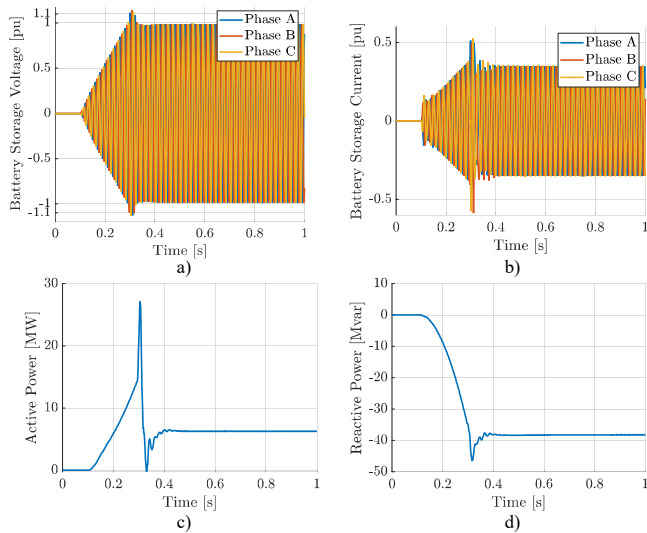 Battery Storage Voltage [pu]
1.1
1
0.5
0
-0.5
-1
-1.1
0
0.2
0.4
0.6
0.8
1
Time [s]
Phase A
Phase B
Phase C
a)
Battery Storage Current [pu]
0.5
0
-0.5
0
0.2
0.4
0.6
0.8
1
Time [s]
Phase A
Phase B
Phase C
b)
Active Power [MW]
30
20
10
0
0
0.2
0.4
0.6
0.8
1
Time [s]
c)
Reactive Power [Mvar]
10
0
-10
-20
-30
-40
-50
0
0.2
0.4
0.6
0.8
1
Time [s]
d)